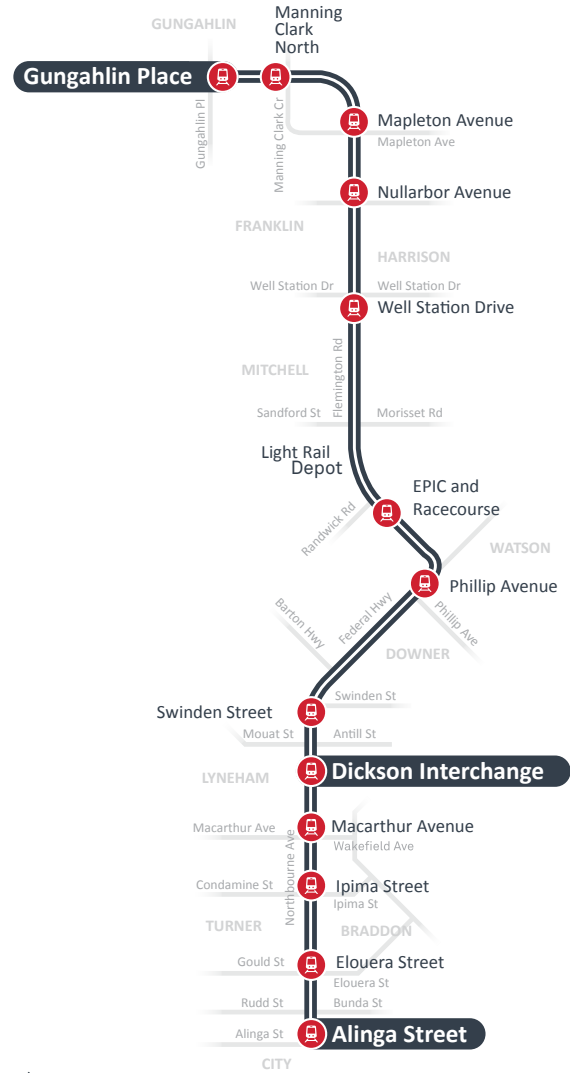 GUNGAHLIN
Manning
Clark
North
Gungahlin Place
Gungahlin Pl
Manning Clark Cr
Mapleton Avenue
Mapleton Ave
Nullarbor Avenue
FRANKLIN
HARRISON
Well Station Dr
Well Station Dr
Well Station Drive
Flemington Rd
MITCHELL
Sandford St
Morisset Rd
Light Rail
Depot
EPIC and
Racecourse
Randwick Rd
WATSON
Phillip Avenue
Barton Hwy
Federal Hwy
Phillip Ave
DOWNER
Swinden St
Swinden Street
Mouat St
Antill St
Dickson Interchange
LYNEHAM
Macarthur Ave
Northbourne Ave
Macarthur Avenue
Wakefield Ave
Condamine St
Ipima Street
Ipima St
TURNER
BRADDON
Gould St
Elouera Street
Elouera St
Rudd St
Bunda St
Alinga St
Alinga Street
CITY